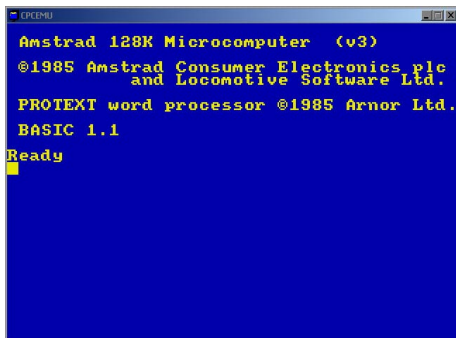 CPCEMU
Amstrad 128K Microcomputer (v3)
©1985 Amstrad Consumer Electronics plc
and Locomotive Software Ltd.
PROTEXT word processor ©1985 Arnor Ltd.
BASIC 1.1
Ready